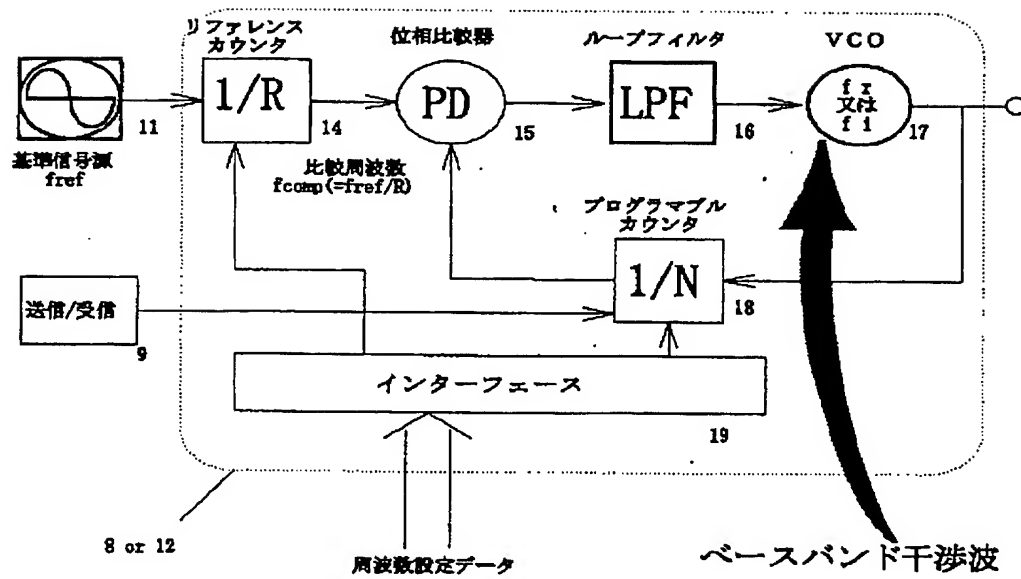 リファレンス
カウンタ
位相比較器
ループフィルタ
VCO
1/R
PD
LPF
fr
又は
fi
11
14
15
16
17
基準信号源
fref
比較周波数
fcomp(=fref/R)
プログラマブル
カウンタ
1/N
18
送信/受信
9
インターフェース
19
8 or 12
周波数設定データ
ベースバンド干渉波